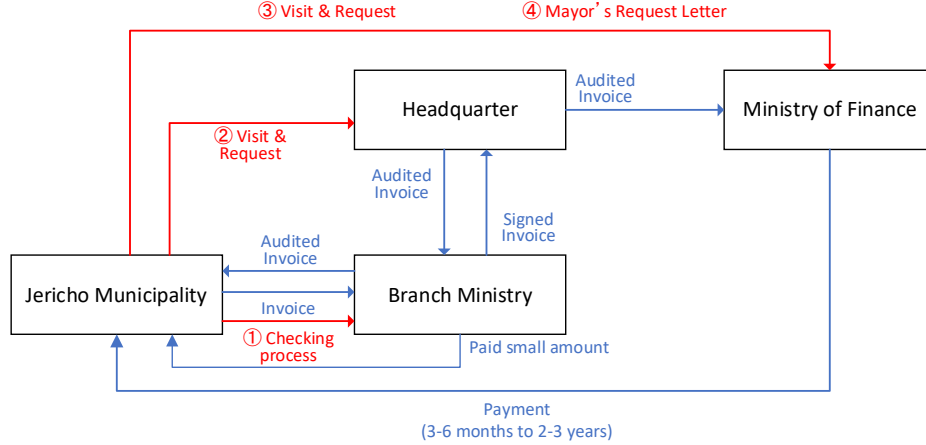 ③ Visit & Request
④ Mayor’s Request Letter
Headquarter
Audited
Invoice
Ministry of Finance
② Visit &
Request
Audited
Invoice
Signed
Invoice
Audited
Invoice
Jericho Municipality
Branch Ministry
Invoice
① Checking
process
Paid small amount
Payment
(3-6 months to 2-3 years)